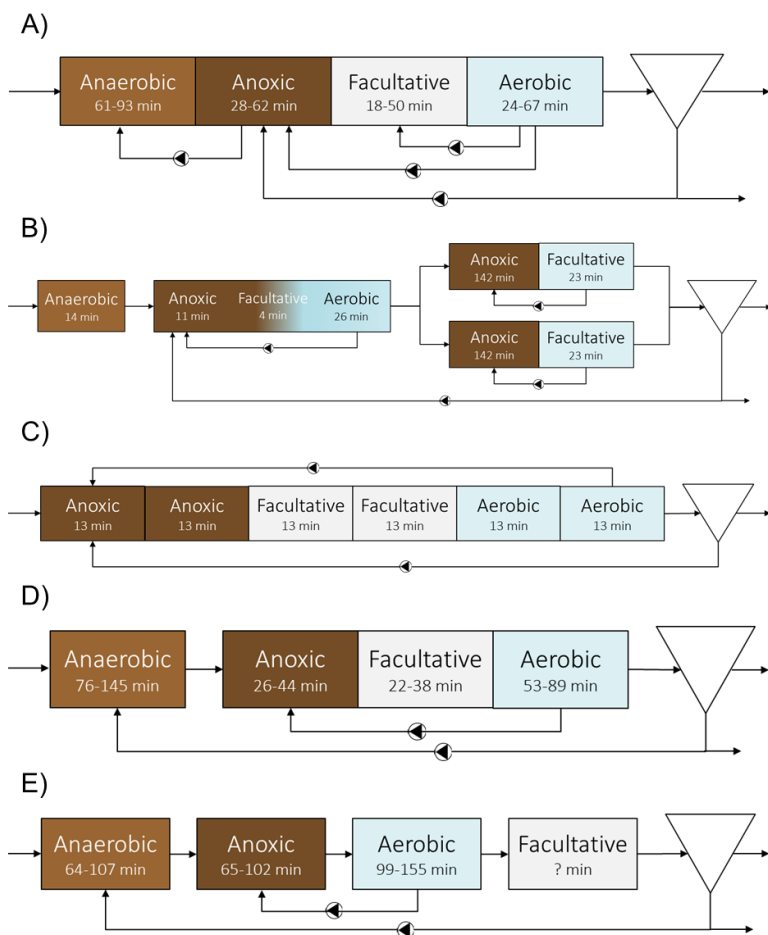 A)
Anaerobic Anoxic Facultative Aerobic
61-93 min 28-62 min 18-50 min 24-67 min
B)
Anoxic Facultative
142 min 23 min
Anaerobic Anoxic Facultative Aerobic
14 min 11 min 4 min 26 min
Anoxic Facultative
142 min 23 min
C)
Anoxic Anoxic Facultative Facultative Aerobic Aerobic
13 min 13 min 13 min 13 min 13 min 13 min
D)
Anaerobic Anoxic Facultative Aerobic
76-145 min 26-44 min 22-38 min 53-89 min
E)
Anaerobic Anoxic Aerobic Facultative
64-107 min 65-102 min 99-155 min ? min